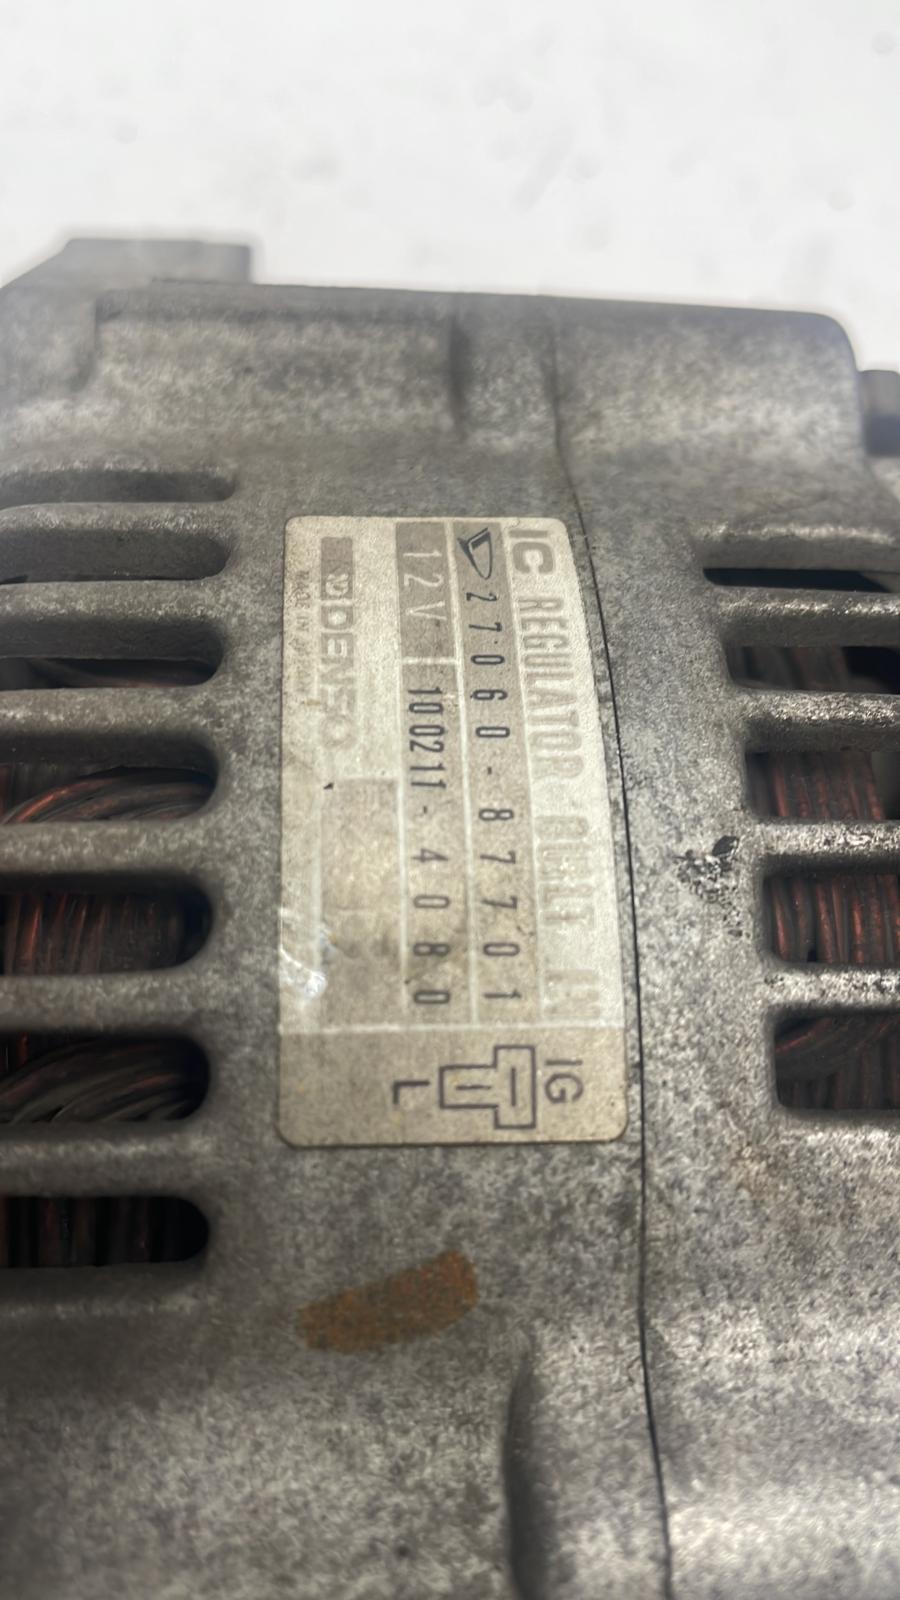 IC REGULATOR BUILT IN
27060-87701
12V 100211-4080
DENSO
MADE IN JAPAN
IG
L